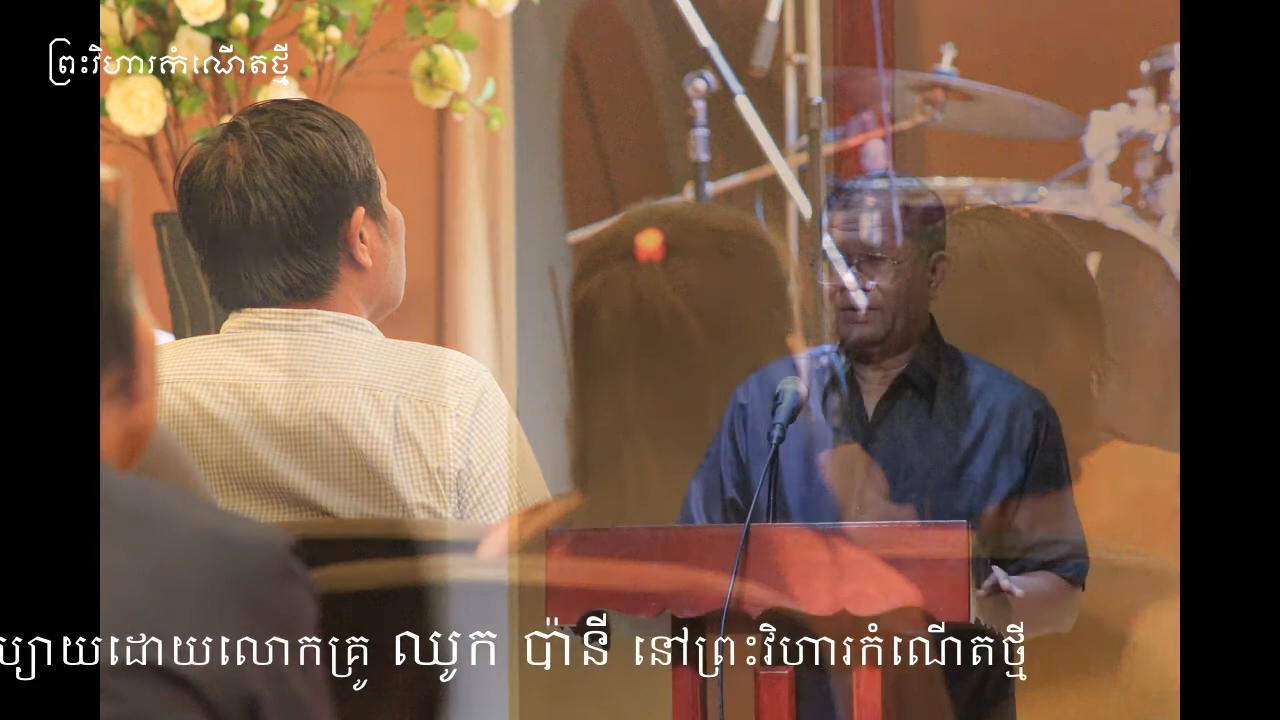 ព្រះវិហារកំណើតថ្មី
ប្យាយដោយលោកគ្រូ ឈូក ប៉ានី នៅព្រះវិហារកំណើតថ្មី